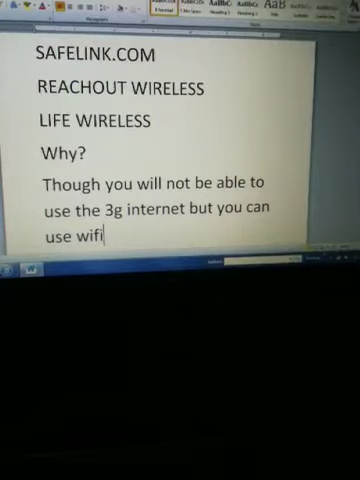 SAFELINK.COM
REACHOUT WIRELESS
LIFE WIRELESS
Why?
Though you will not be able to
use the 3g internet but you can
use wifi